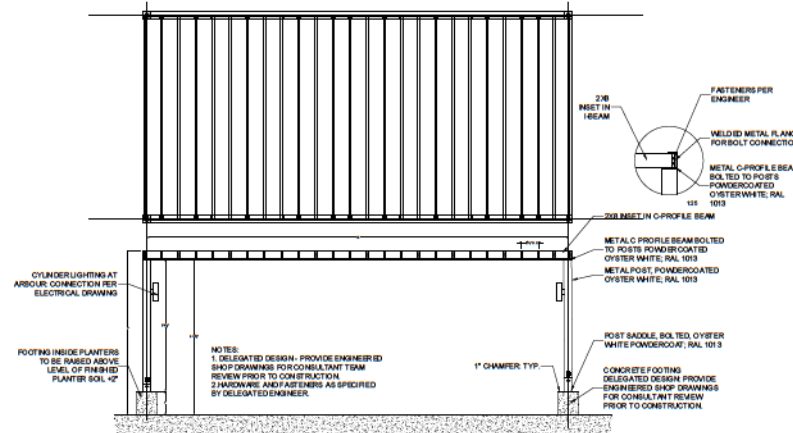 2X8
INSET IN
I-BEAM
FASTENERS PER
ENGINEER
WELDED METAL FLANG
FOR BOLT CONNECTIO
METAL C-PROFILE BEA
BOLTED TO POSTS
POWDERCOATED
OYSTER WHITE; RAL
1013
1:25
2X8 INSET IN C-PROFILE BEAM
METAL C PROFILE BEAM BOLTED
TO POSTS POWDER COATED
OYSTER WHITE; RAL 1013
METAL POST, POWDERCOATED
OYSTER WHITE; RAL 1013
CYLINDER LIGHTING AT
ARBOUR: CONNECTION PER
ELECTRICAL DRAWING
FOOTING INSIDE PLANTERS
TO BE RAISED ABOVE
LEVEL OF FINISHED
PLANTER SOIL +2"
NOTES:
1. DELEGATED DESIGN - PROVIDE ENGINEERED
SHOP DRAWINGS FOR CONSULTANT TEAM
REVIEW PRIOR TO CONSTRUCTION.
2.HARDWARE AND FASTENERS AS SPECIFIED
BY DELEGATED ENGINEER.
1" CHAMFER: TYP.
POST SADDLE, BOLTED, OYSTER
WHITE POWDERCOAT; RAL 1013
CONCRETE FOOTING
DELEGATED DESIGN: PROVIDE
ENGINEERED SHOP DRAWINGS
FOR CONSULTANT REVIEW
PRIOR TO CONSTRUCTION.